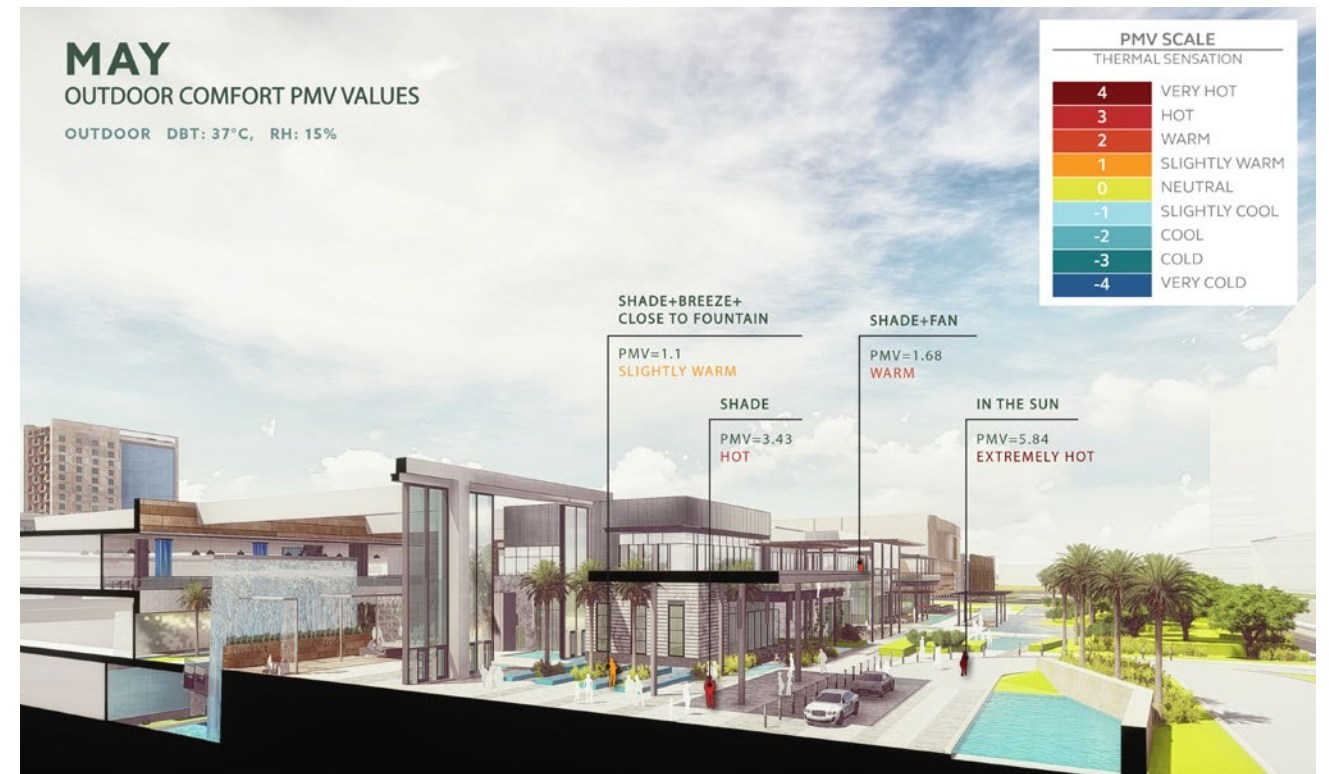 MAY
OUTDOOR COMFORT PMV VALUES
OUTDOOR DBT: 37°C, RH: 15%
PMV SCALE
THERMAL SENSATION
4 VERY HOT
3 HOT
2 WARM
1 SLIGHTLY WARM
0 NEUTRAL
-1 SLIGHTLY COOL
-2 COOL
-3 COLD
-4 VERY COLD
SHADE+BREEZE+
CLOSE TO FOUNTAIN
PMV=1.1
SLIGHTLY WARM
SHADE+FAN
PMV=1.68
WARM
SHADE
PMV=3.43
HOT
IN THE SUN
PMV=5.84
EXTREMELY HOT